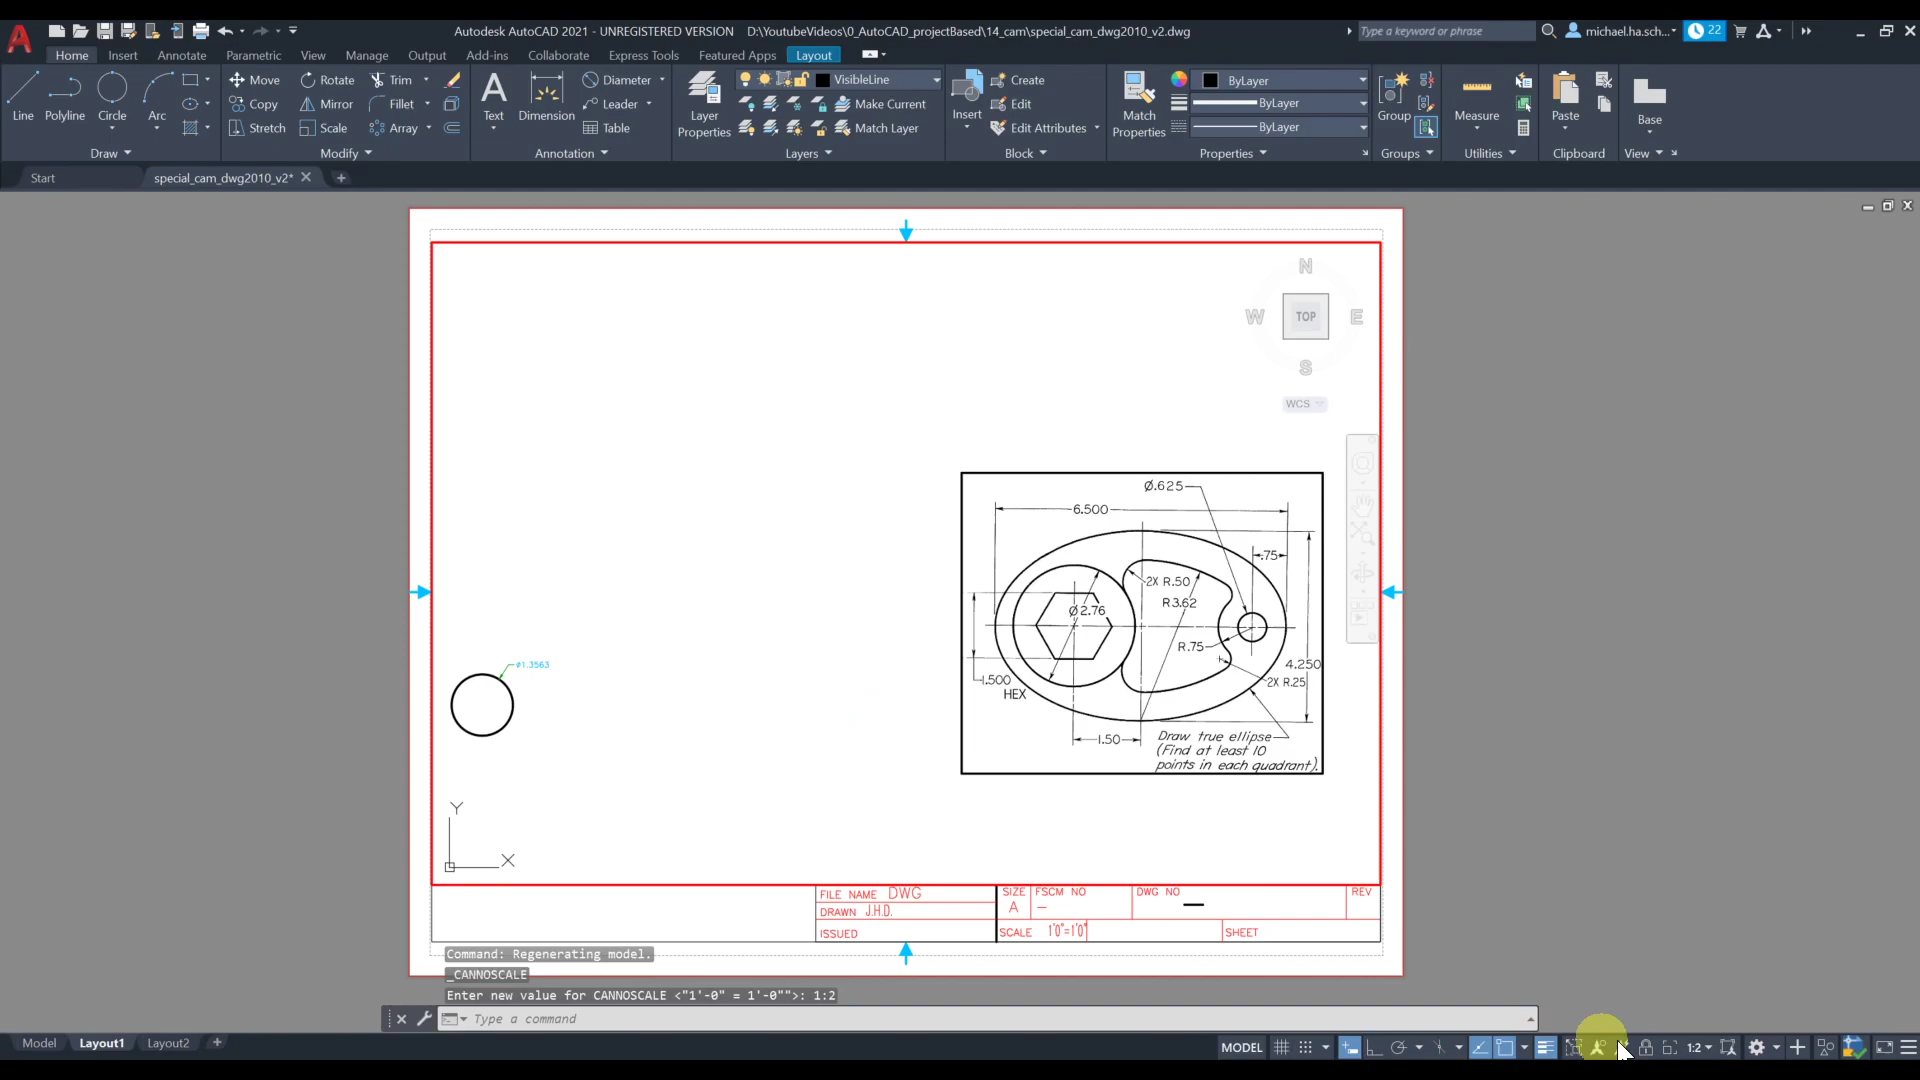 Autodesk AutoCAD 2021 - UNREGISTERED VERSION D:\YoutubeVideos\0_AutoCAD_projectBased\14_cam\special_cam_dwg2010_v2.dwg
Type a keyword or phrase
michael.ha.sch...
22
Home Insert Annotate Parametric View Manage Output Add-ins Collaborate Express Tools Featured Apps Layout
Line Polyline Circle Arc
Draw
Move Rotate Trim
Copy Mirror Fillet
Stretch Scale Array
Modify
Text Dimension
Diameter
Leader
Table
Annotation
Layer Properties
VisibleLine
Make Current
Match Layer
Layers
Insert
Create
Edit
Edit Attributes
Block
Match Properties
ByLayer
ByLayer
ByLayer
Properties
Group
Groups
Measure
Utilities
Paste
Clipboard
Base
View
Start special_cam_dwg2010_v2*
N
W TOP E
S
WCS
Ø.625
6.500
.75
2X R.50
R3.62
Ø2.76
R.75
4.250
2X R.25
1.500
HEX
1.50
Draw true ellipse
(Find at least 10
points in each quadrant).
ø1.3563
Y
X
FILE NAME DWG
DRAWN J.H.D.
ISSUED
SIZE FSCM NO DWG NO REV
A —
SCALE 1'0"=1'0" SHEET
Command: Regenerating model.
_CANNOSCALE
Enter new value for CANNOSCALE <"1'-0" = 1'-0"">: 1:2
Type a command
Model Layout1 Layout2
MODEL
1:2